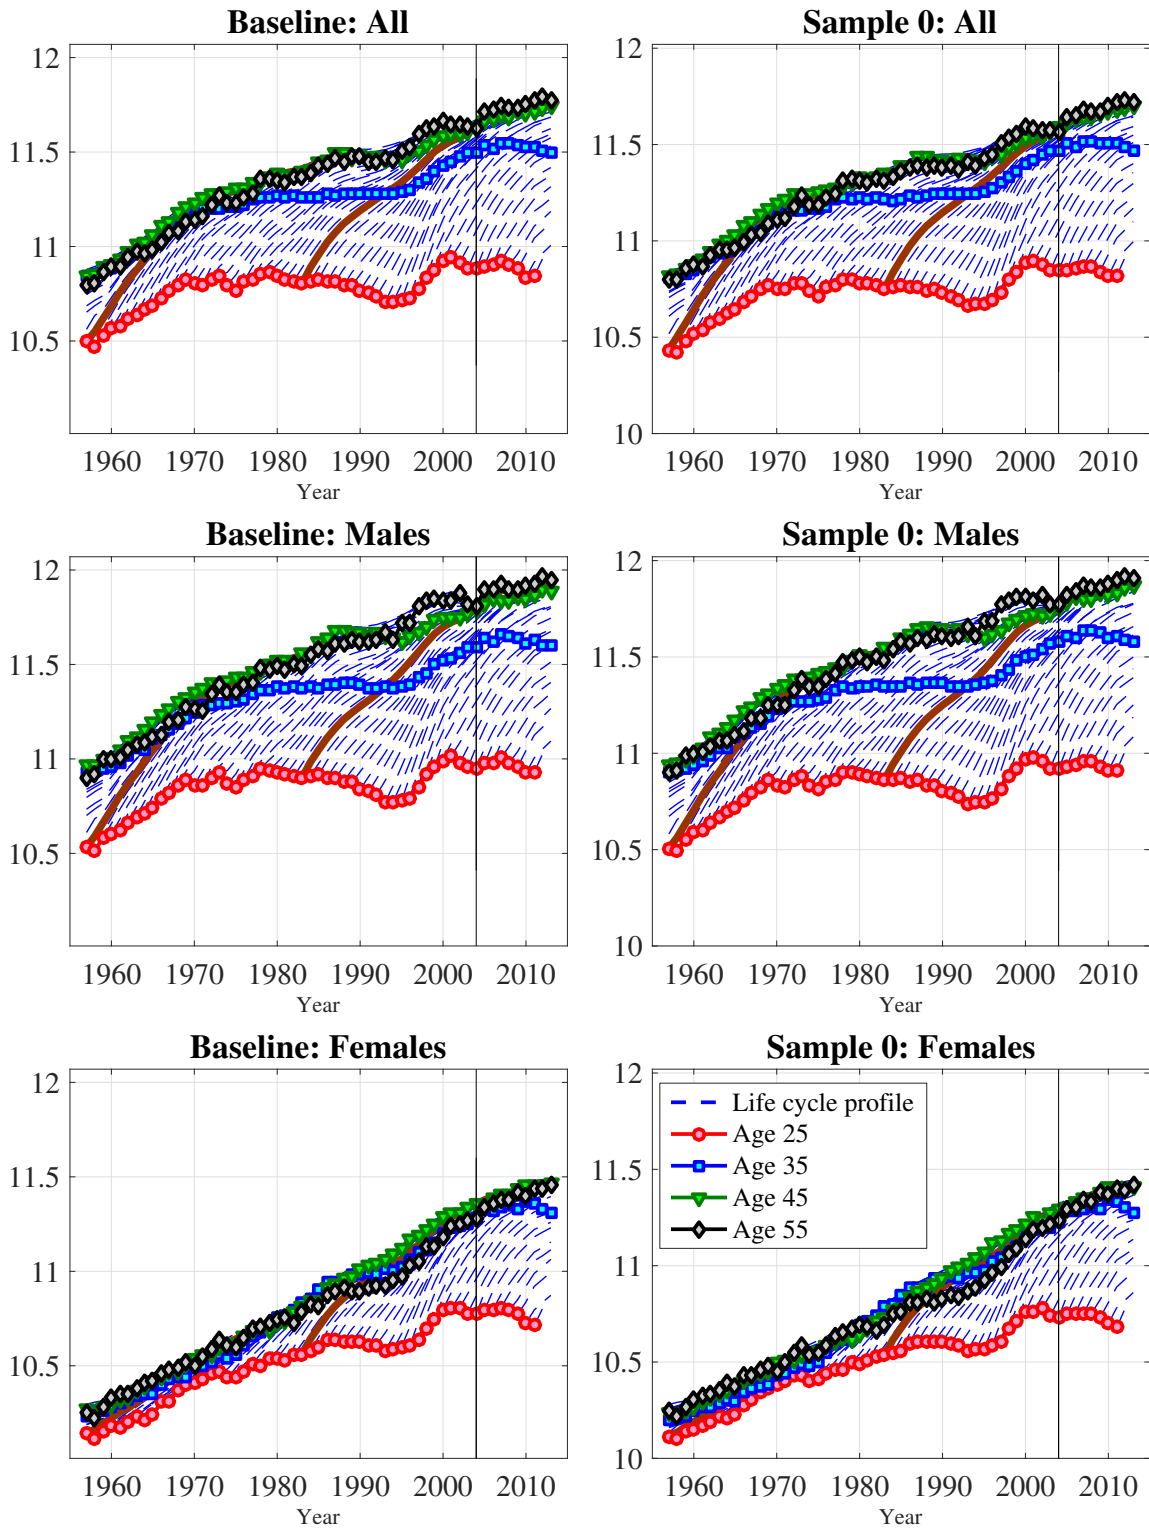 Baseline: All
12
11.5
11
10.5
1960 1970 1980 1990 2000 2010
Year
Sample 0: All
12
11.5
11
10.5
10
1960 1970 1980 1990 2000 2010
Year
Baseline: Males
12
11.5
11
10.5
1960 1970 1980 1990 2000 2010
Year
Sample 0: Males
12
11.5
11
10.5
10
1960 1970 1980 1990 2000 2010
Year
Baseline: Females
12
11.5
11
10.5
1960 1970 1980 1990 2000 2010
Year
Sample 0: Females
12
11.5
11
10.5
10
Life cycle profile
Age 25
Age 35
Age 45
Age 55
1960 1970 1980 1990 2000 2010
Year